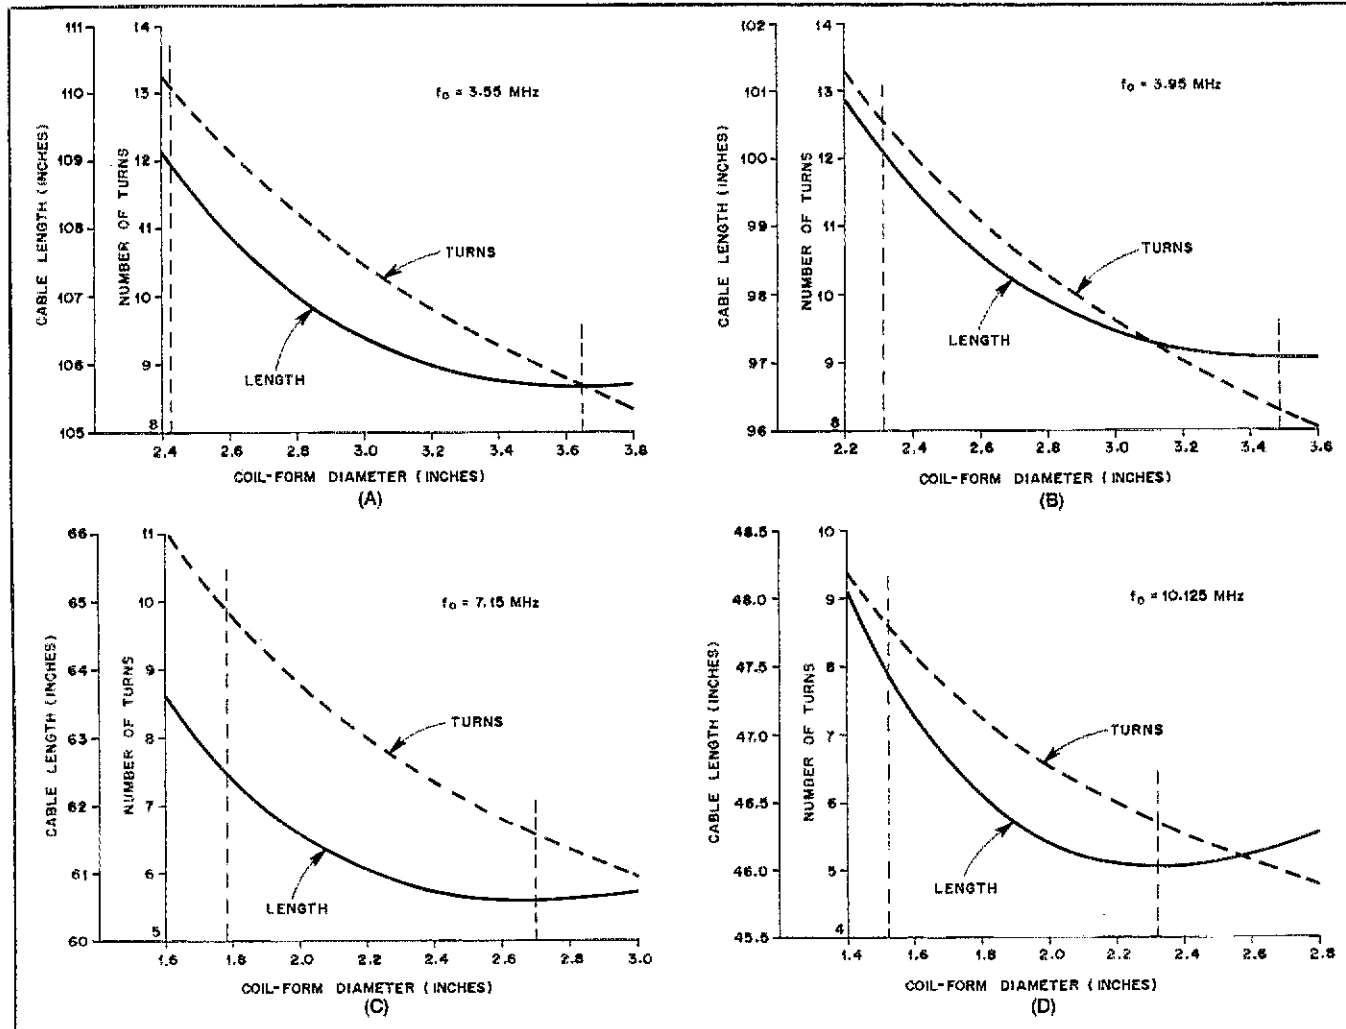 CABLE LENGTH (INCHES)
111
110
109
108
107
106
105
NUMBER OF TURNS
14
13
12
11
10
9
8
f₀ = 3.55 MHz
TURNS
LENGTH
2.4 2.6 2.8 3.0 3.2 3.4 3.6 3.8
COIL-FORM DIAMETER (INCHES)
(A)
CABLE LENGTH (INCHES)
102
101
100
99
98
97
96
NUMBER OF TURNS
14
13
12
11
10
9
8
f₀ = 3.95 MHz
TURNS
LENGTH
2.2 2.4 2.6 2.8 3.0 3.2 3.4 3.6
COIL-FORM DIAMETER (INCHES)
(B)
CABLE LENGTH (INCHES)
66
65
64
63
62
61
60
NUMBER OF TURNS
11
10
9
8
7
6
5
f₀ = 7.15 MHz
TURNS
LENGTH
1.6 1.8 2.0 2.2 2.4 2.6 2.8 3.0
COIL-FORM DIAMETER (INCHES)
(C)
CABLE LENGTH (INCHES)
48.5
48.0
47.5
47.0
46.5
46.0
45.5
NUMBER OF TURNS
10
9
8
7
6
5
4
f₀ = 10.125 MHz
TURNS
LENGTH
1.4 1.6 1.8 2.0 2.2 2.4 2.6 2.8
COIL-FORM DIAMETER (INCHES)
(D)